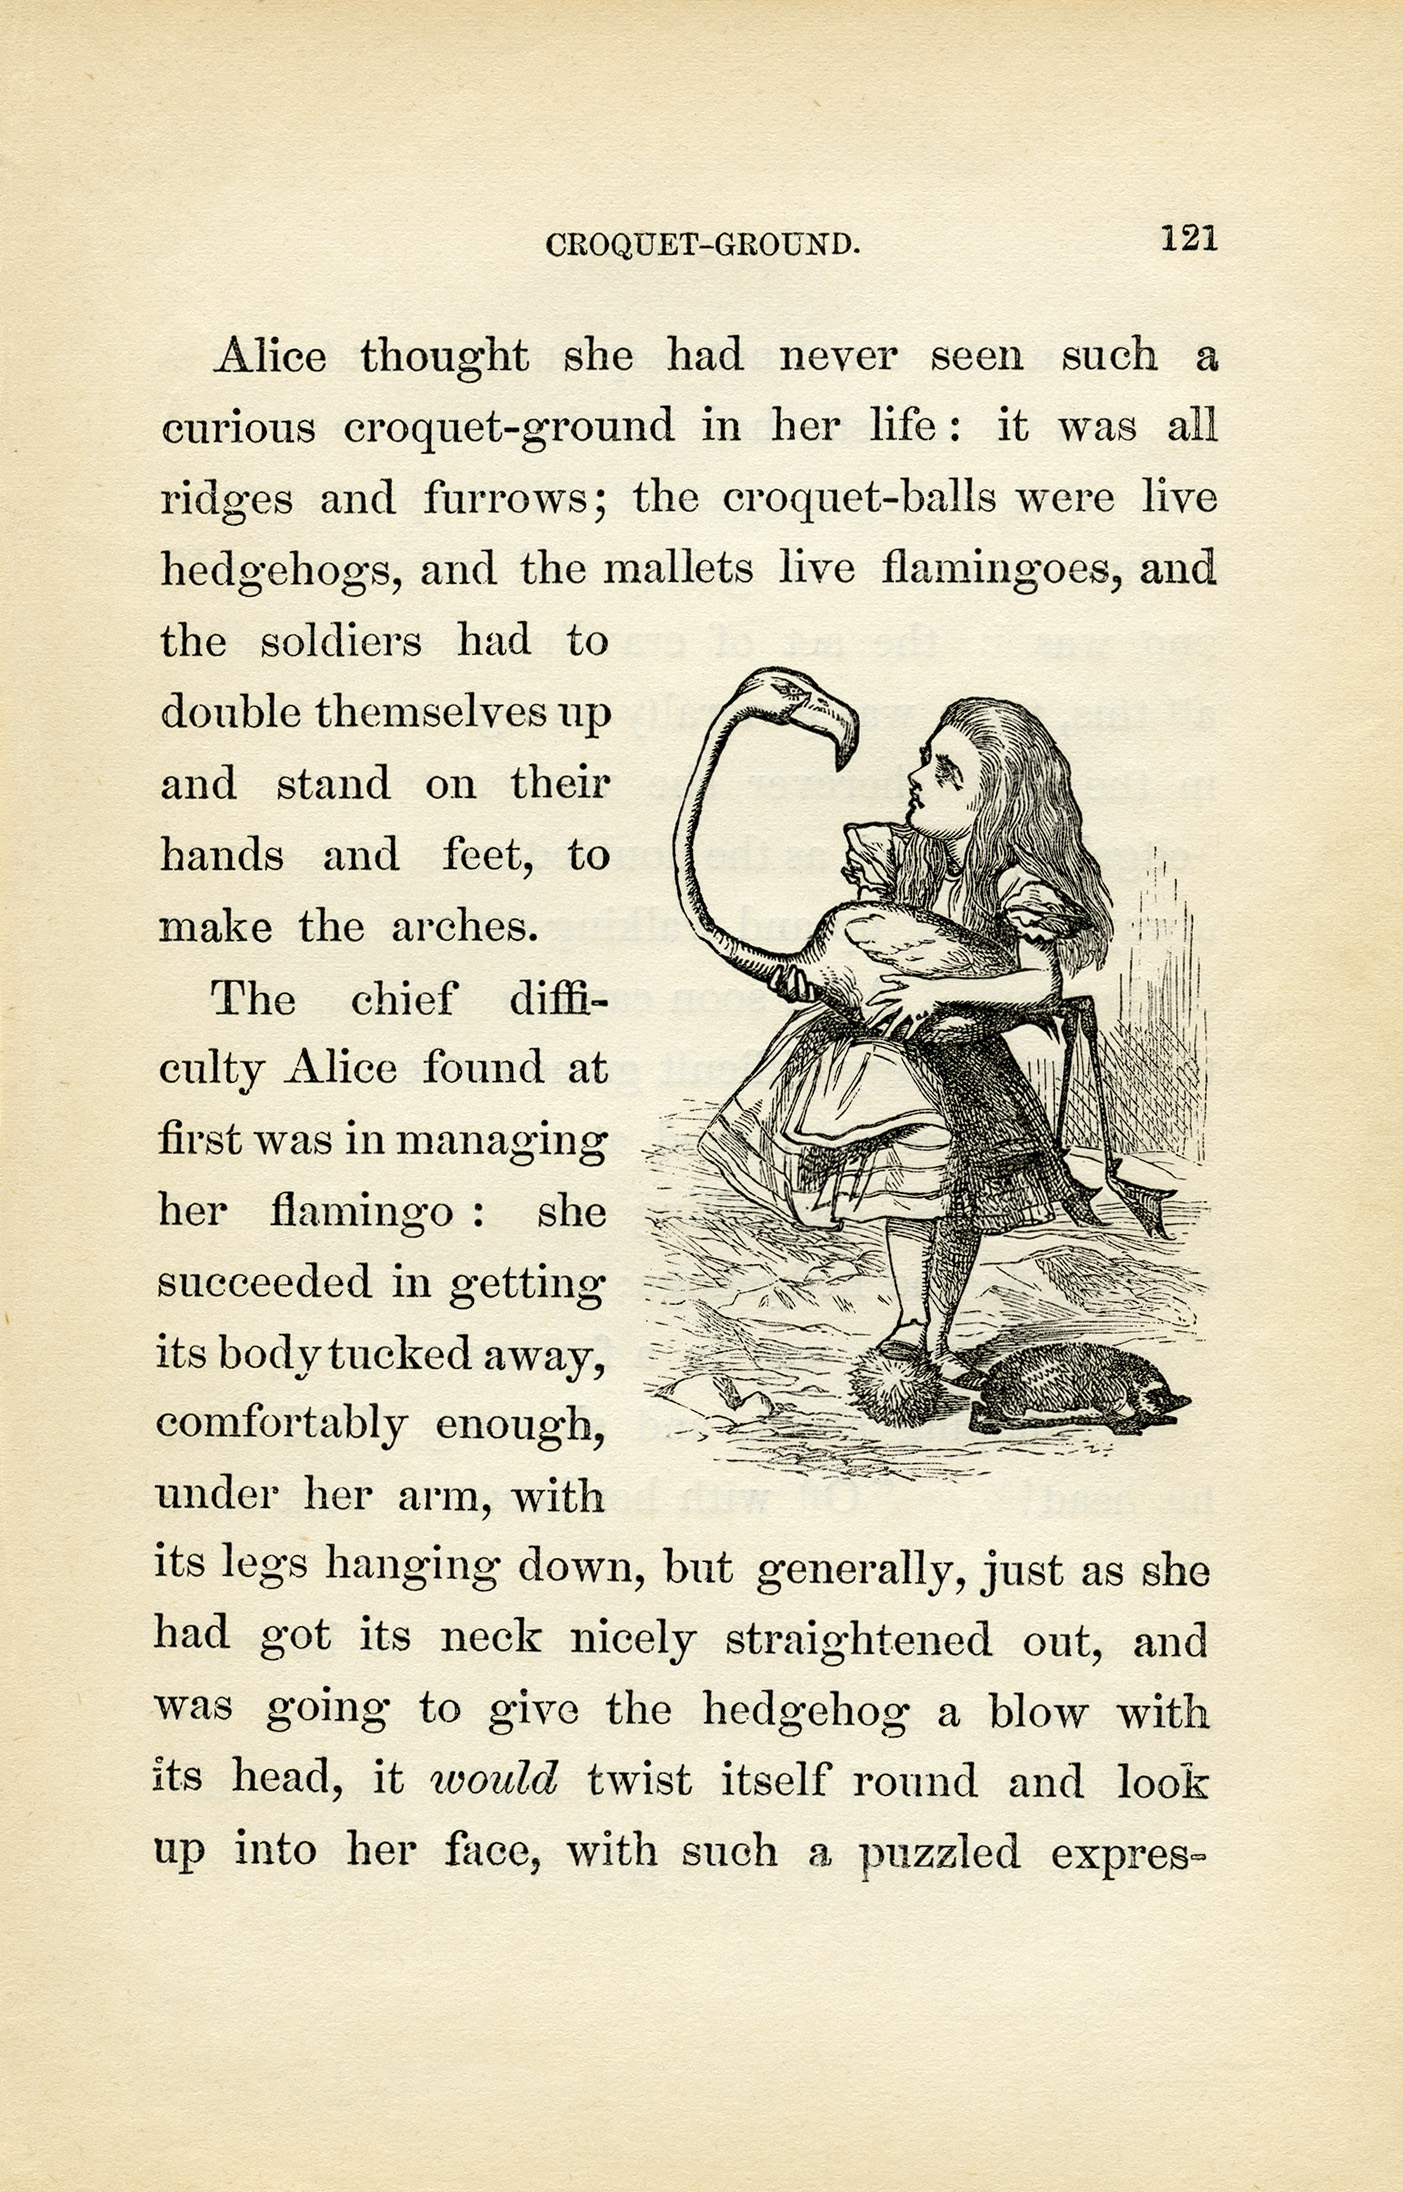 CROQUET-GROUND. 121
Alice thought she had never seen such a
curious croquet-ground in her life : it was all
ridges and furrows; the croquet-balls were live
hedgehogs, and the mallets live flamingoes, and
the soldiers had to
double themselves up
and stand on their
hands and feet, to
make the arches.
The chief diffi-
culty Alice found at
first was in managing
her flamingo : she
succeeded in getting
its body tucked away,
comfortably enough,
under her arm, with
its legs hanging down, but generally, just as she
had got its neck nicely straightened out, and
was going to give the hedgehog a blow with
its head, it would twist itself round and look
up into her face, with such a puzzled expres-